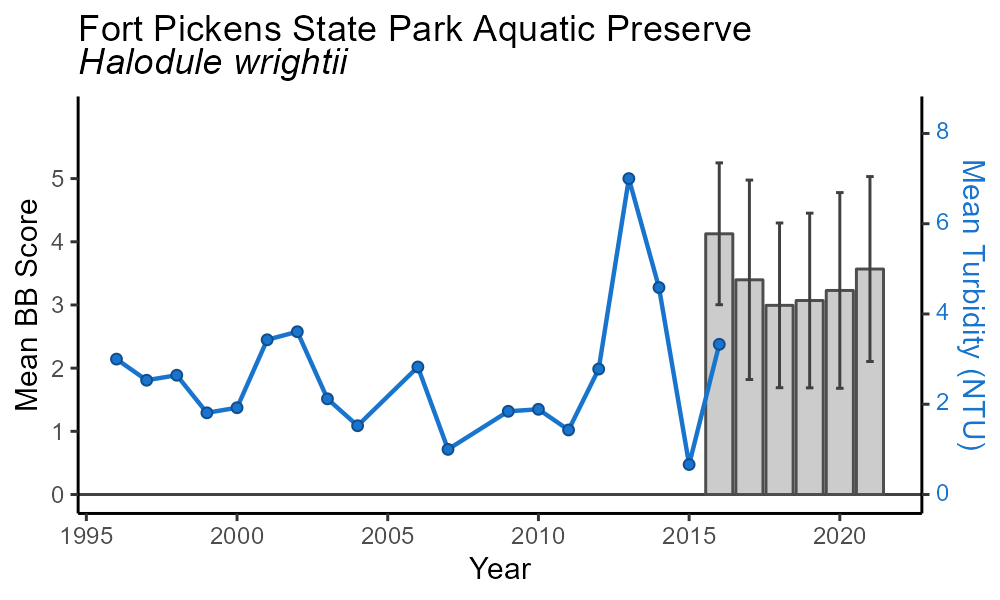 Fort Pickens State Park Aquatic Preserve
Halodule wrightii
Mean BB Score
5
4
3
2
1
0
8
6
4
2
0
Mean Turbidity (NTU)
1995 2000 2005 2010 2015 2020
Year